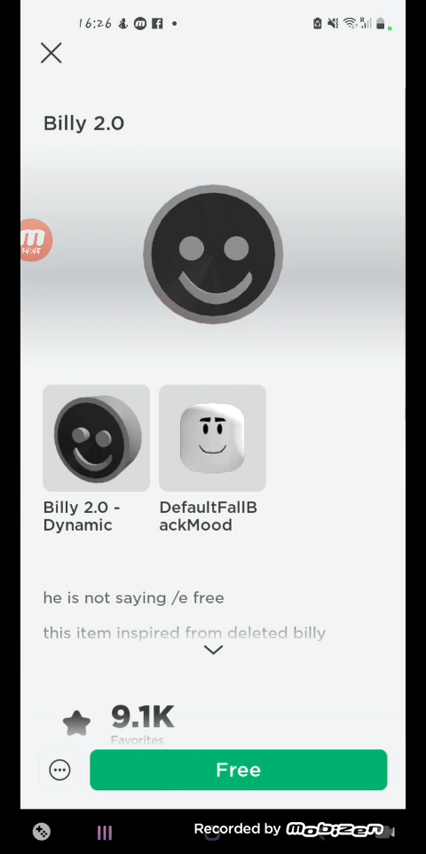 16:26
Billy 2.0
Billy 2.0 -
Dynamic
DefaultFallB
ackMood
he is not saying /e free
this item inspired from deleted billy
9.1K
Favorites
Free
Recorded by mobizen